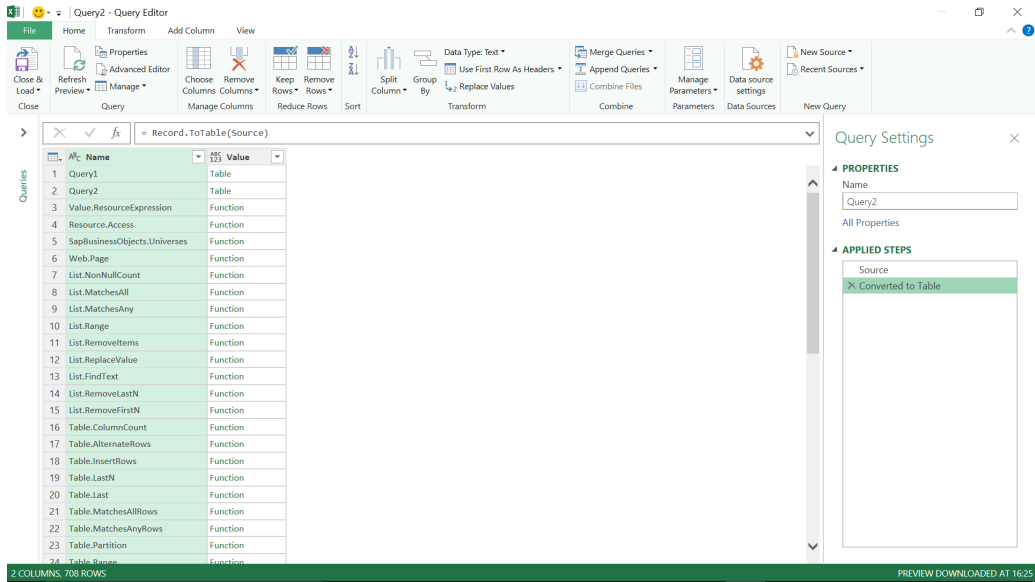 Query2 - Query Editor
File Home Transform Add Column View
Close & Load
Close
Refresh Preview
Properties
Advanced Editor
Manage
Query
Choose Columns
Remove Columns
Manage Columns
Keep Rows
Remove Rows
Reduce Rows
Sort
Split Column
Group By
Data Type: Text
Use First Row As Headers
Replace Values
Transform
Merge Queries
Append Queries
Combine Files
Combine
Manage Parameters
Parameters
Data source settings
Data Sources
New Source
Recent Sources
New Query
fx = Record.ToTable(Source)
Queries
ABC Name ABC 123 Value
1 Query1 Table
2 Query2 Table
3 Value.ResourceExpression Function
4 Resource.Access Function
5 SapBusinessObjects.Universes Function
6 Web.Page Function
7 List.NonNullCount Function
8 List.MatchesAll Function
9 List.MatchesAny Function
10 List.Range Function
11 List.RemoveItems Function
12 List.ReplaceValue Function
13 List.FindText Function
14 List.RemoveLastN Function
15 List.RemoveFirstN Function
16 Table.ColumnCount Function
17 Table.AlternateRows Function
18 Table.InsertRows Function
19 Table.LastN Function
20 Table.Last Function
21 Table.MatchesAllRows Function
22 Table.MatchesAnyRows Function
23 Table.Partition Function
24 Table.Range Function
Query Settings
PROPERTIES
Name
Query2
All Properties
APPLIED STEPS
Source
Converted to Table
2 COLUMNS, 708 ROWS
PREVIEW DOWNLOADED AT 16:25